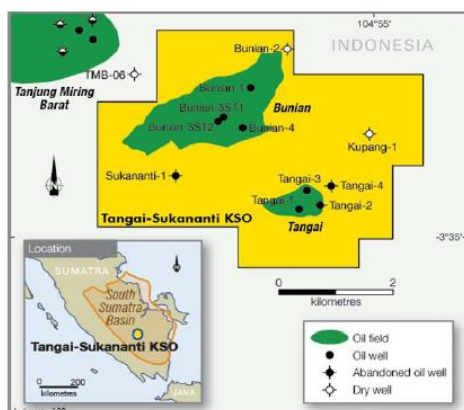 104°55'
INDONESIA
Bunian-2
TMB-06
Tanjung Miring
Barat
Bunian-1
Bunian-3ST1
Bunian
Bunian-3ST2
Bunian-4
Kupang-1
Sukananti-1
Tangai-3
Tangai-4
Tangai-1
Tangai-2
Tangai-Sukananti KSO
Tangai
-3°35'
Location
SUMATRA
South
Sumatra
Basin
Tangai-Sukananti KSO
0 200
kilometres
JAVA
0 2
kilometres
Oil field
Oil well
Abandoned oil well
Dry well